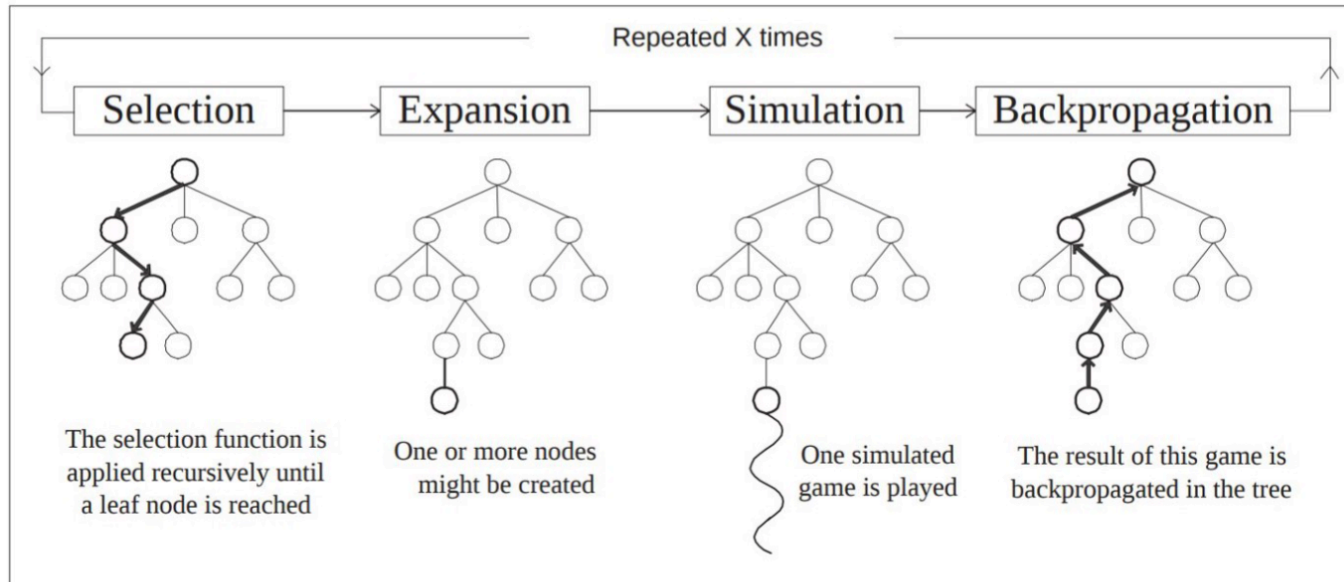 Repeated X times
Selection
Expansion
Simulation
Backpropagation
The selection function is
applied recursively until
a leaf node is reached
One or more nodes
might be created
One simulated
game is played
The result of this game is
backpropagated in the tree